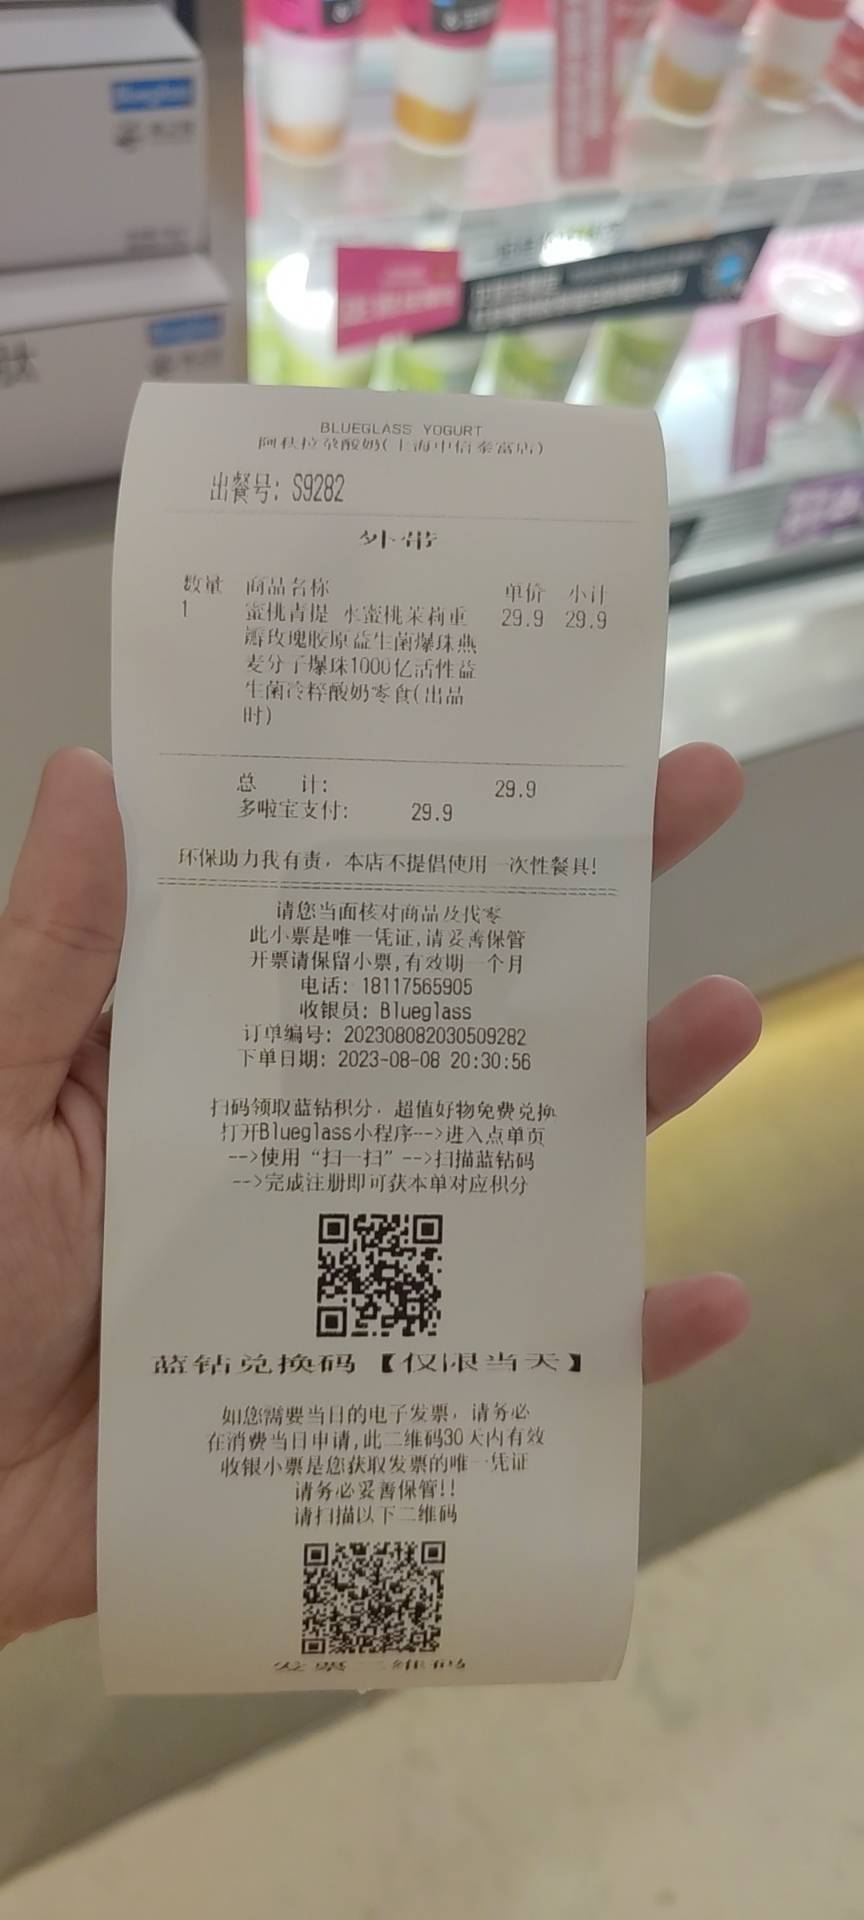 BLUEGLASS YOGURT
阿秋拉尕酸奶(上海中信泰富店)
出餐号: S9282
外带
数量 商品名称 单价 小计
1 蜜桃青提 水蜜桃茉莉重 29.9 29.9
瓣玫瑰胶原益生菌爆珠燕
麦分子爆珠1000亿活性益
生菌冷粹酸奶零食(出品
时)
总 计: 29.9
多啦宝支付: 29.9
环保助力我有责，本店不提倡使用一次性餐具!
请您当面核对商品及找零
此小票是唯一凭证,请妥善保管
开票请保留小票,有效期一个月
电话: 18117565905
收银员: Blueglass
订单编号: 202308082030509282
下单日期: 2023-08-08 20:30:56
扫码领取蓝钻积分，超值好物免费兑换
打开Blueglass小程序-->进入点单页
-->使用“扫一扫”-->扫描蓝钻码
-->完成注册即可获本单对应积分
蓝钻兑换码【仅限当天】
如您需要当日的电子发票，请务必
在消费当日申请,此二维码30天内有效
收银小票是您获取发票的唯一凭证
请务必妥善保管!!
请扫描以下二维码
发票二维码